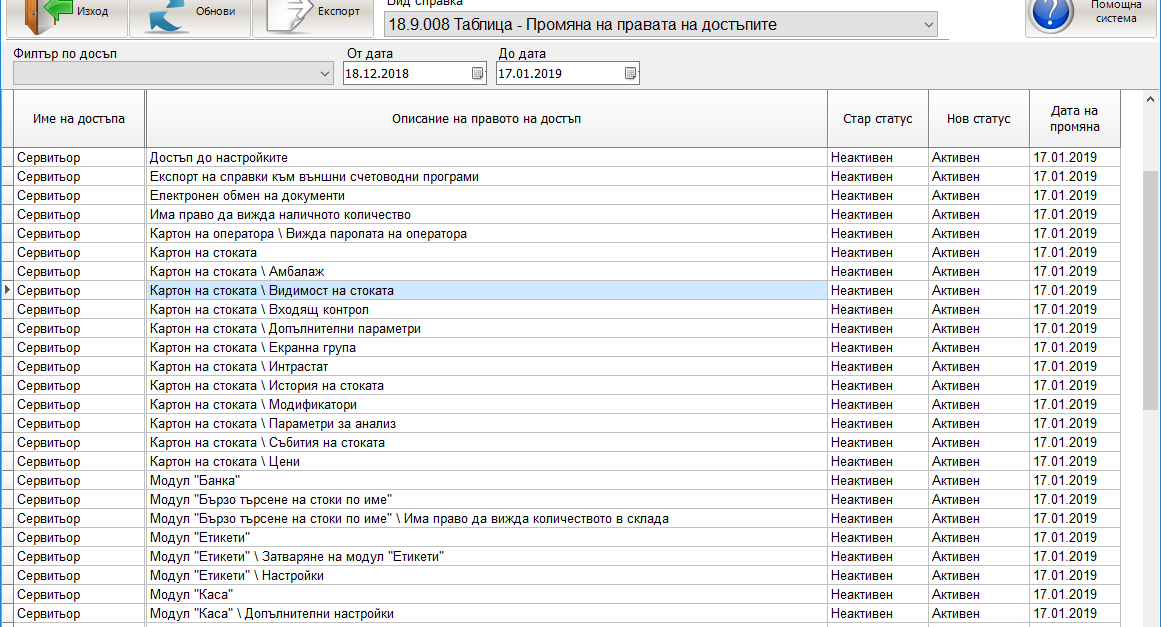 Изход
Обнови
Експорт
Вид справка
18.9.008 Таблица - Промяна на правата на достъпите
Помощна
система
Филтър по досъп
От дата
До дата
18.12.2018
17.01.2019
Име на достъпа
Описание на правото на достъп
Стар статус
Нов статус
Дата на
промяна
Сервитьор Достъп до настройките Неактивен Активен 17.01.2019
Сервитьор Експорт на справки към външни счетоводни програми Неактивен Активен 17.01.2019
Сервитьор Електронен обмен на документи Неактивен Активен 17.01.2019
Сервитьор Има право да вижда наличното количество Неактивен Активен 17.01.2019
Сервитьор Картон на оператора \ Вижда паролата на оператора Неактивен Активен 17.01.2019
Сервитьор Картон на стоката Неактивен Активен 17.01.2019
Сервитьор Картон на стоката \ Амбалаж Неактивен Активен 17.01.2019
Сервитьор Картон на стоката \ Видимост на стоката Неактивен Активен 17.01.2019
Сервитьор Картон на стоката \ Входящ контрол Неактивен Активен 17.01.2019
Сервитьор Картон на стоката \ Допълнителни параметри Неактивен Активен 17.01.2019
Сервитьор Картон на стоката \ Екранна група Неактивен Активен 17.01.2019
Сервитьор Картон на стоката \ Интрастат Неактивен Активен 17.01.2019
Сервитьор Картон на стоката \ История на стоката Неактивен Активен 17.01.2019
Сервитьор Картон на стоката \ Модификатори Неактивен Активен 17.01.2019
Сервитьор Картон на стоката \ Параметри за анализ Неактивен Активен 17.01.2019
Сервитьор Картон на стоката \ Събития на стоката Неактивен Активен 17.01.2019
Сервитьор Картон на стоката \ Цени Неактивен Активен 17.01.2019
Сервитьор Модул "Банка" Неактивен Активен 17.01.2019
Сервитьор Модул "Бързо търсене на стоки по име" Неактивен Активен 17.01.2019
Сервитьор Модул "Бързо търсене на стоки по име" \ Има право да вижда количеството в склада Неактивен Активен 17.01.2019
Сервитьор Модул "Етикети" Неактивен Активен 17.01.2019
Сервитьор Модул "Етикети" \ Затваряне на модул "Етикети" Неактивен Активен 17.01.2019
Сервитьор Модул "Етикети" \ Настройки Неактивен Активен 17.01.2019
Сервитьор Модул "Каса" Неактивен Активен 17.01.2019
Сервитьор Модул "Каса" \ Допълнителни настройки Неактивен Активен 17.01.2019